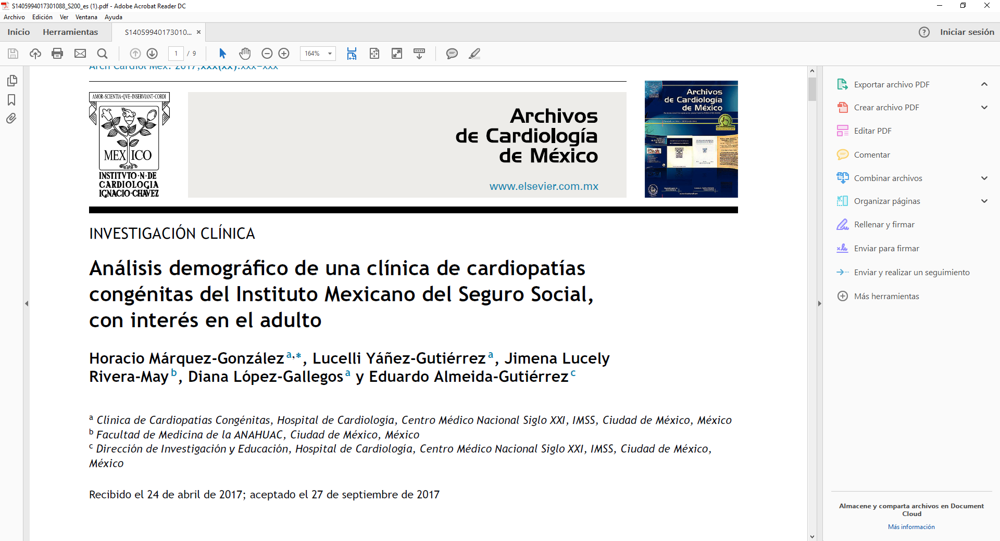 S1405994017301088_S200_es (1).pdf - Adobe Acrobat Reader DC
Archivo Edición Ver Ventana Ayuda
Inicio Herramientas S14059940173010... × ? Iniciar sesión
1 / 9 164%
Arch Cardiol Mex. 2017;xxx(xx):xxx-xxx
AMOR·SCIENTIA·QVE·INSERVIANT·CORDI
MEXICO
INSTITVTO·N·DE
CARDIOLOGIA
IGNACIO·CHAVEZ
Archivos
de Cardiología
de México
www.elsevier.com.mx
Archivos
de Cardiología
de México
INVESTIGACIÓN CLÍNICA
Análisis demográfico de una clínica de cardiopatías
congénitas del Instituto Mexicano del Seguro Social,
con interés en el adulto
Horacio Márquez-González a,*, Lucelli Yáñez-Gutiérrez a, Jimena Lucely
Rivera-May b, Diana López-Gallegos a y Eduardo Almeida-Gutiérrez c
a Clínica de Cardiopatías Congénitas, Hospital de Cardiología, Centro Médico Nacional Siglo XXI, IMSS, Ciudad de México, México
b Facultad de Medicina de la ANAHUAC, Ciudad de México, México
c Dirección de Investigación y Educación, Hospital de Cardiología, Centro Médico Nacional Siglo XXI, IMSS, Ciudad de México,
México
Recibido el 24 de abril de 2017; aceptado el 27 de septiembre de 2017
Exportar archivo PDF
Crear archivo PDF
Editar PDF
Comentar
Combinar archivos
Organizar páginas
Rellenar y firmar
Enviar para firmar
Enviar y realizar un seguimiento
Más herramientas
Almacene y comparta archivos en Document
Cloud
Más información